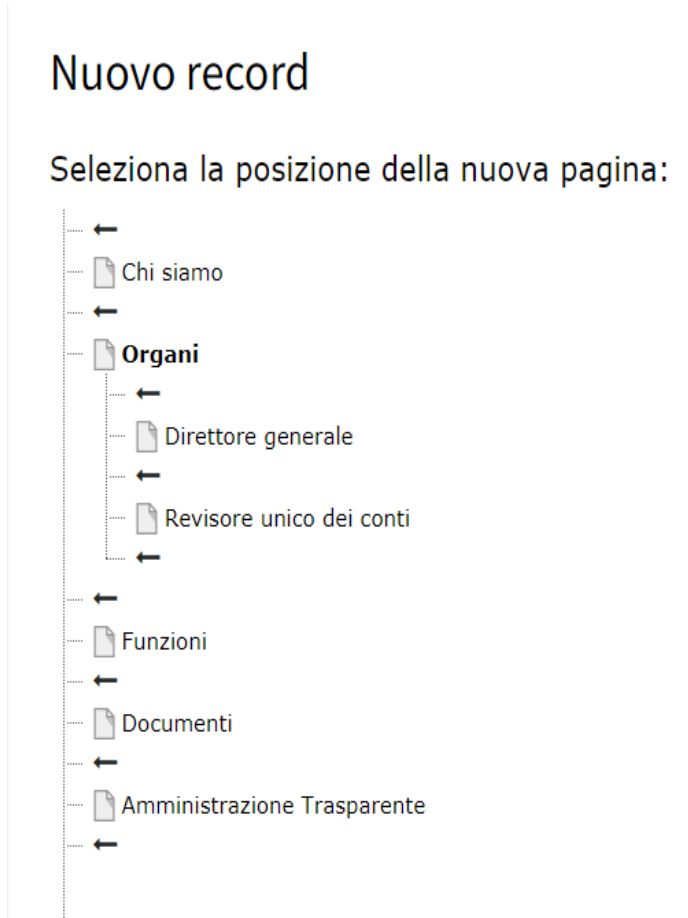 Nuovo record
Seleziona la posizione della nuova pagina:
Chi siamo
Organi
Direttore generale
Revisore unico dei conti
Funzioni
Documenti
Amministrazione Trasparente